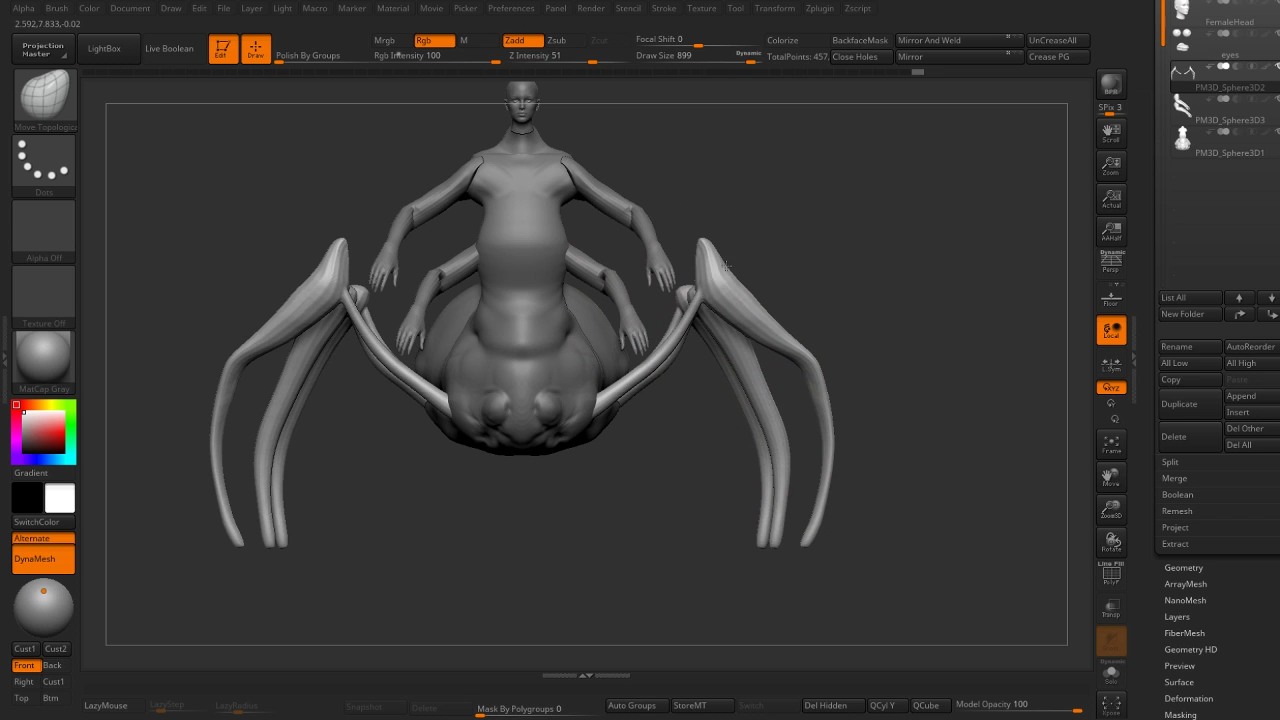 Alpha Brush Color Document Draw Edit File Layer Light Macro Marker Material Movie Picker Preferences Panel Render Stencil Stroke Texture Tool Transform Zplugin Zscript
2.592,7.833,-0.02
Projection Master
LightBox
Live Boolean
Edit
Draw
Polish By Groups
Mrgb
Rgb
M
Rgb Intensity 100
Zadd
Zsub
Zcut
Z Intensity 51
Focal Shift 0
Draw Size 899
Dynamic
Colorize
BackfaceMask
Mirror And Weld
UnCreaseAll
TotalPoints: 457,
Close Holes
Mirror
Crease PG
Move Topologica
Dots
Alpha Off
Texture Off
MatCap Gray
Gradient
SwitchColor
Alternate
DynaMesh
Cust1 Cust2
Front Back
Right Cust1
Top Btm
BPR
SPix 3
Scroll
Zoom
Actual
AAHalf
Dynamic
Persp
Floor
Local
L.Sym
Frame
Move
Zoom3D
Rotate
Line Fill
PolyF
Transp
Dynamic
Solo
Xpose
FemaleHead
eyes
PM3D_Sphere3D2
PM3D_Sphere3D3
PM3D_Sphere3D1
List All
New Folder
Rename AutoReorder
All Low All High
Copy Paste
Duplicate Append
Insert
Delete Del Other
Del All
Split
Merge
Boolean
Remesh
Project
Extract
Geometry
ArrayMesh
NanoMesh
Layers
FiberMesh
Geometry HD
Preview
Surface
Deformation
Masking
LazyMouse
LazyStep
LazyRadius
Snapshot
Delete
Mask By Polygroups 0
Auto Groups
StoreMT
Switch
Del Hidden
QCyl Y
QCube
Model Opacity 100